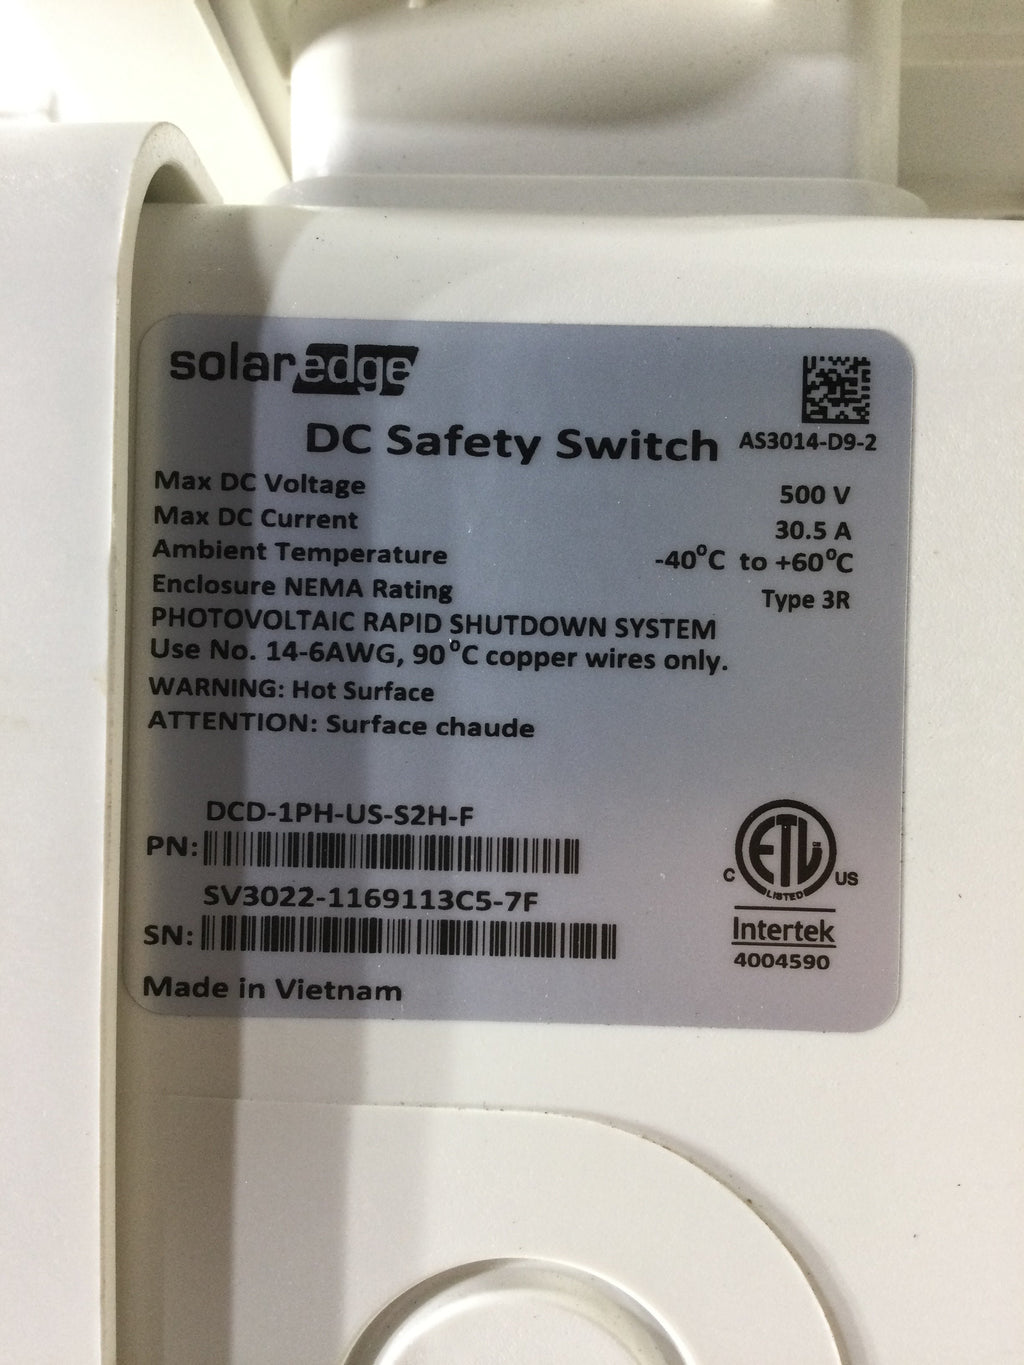 solaredge
DC Safety Switch AS3014-D9-2
Max DC Voltage 500 V
Max DC Current 30.5 A
Ambient Temperature -40°C to +60°C
Enclosure NEMA Rating Type 3R
PHOTOVOLTAIC RAPID SHUTDOWN SYSTEM
Use No. 14-6AWG, 90°C copper wires only.
WARNING: Hot Surface
ATTENTION: Surface chaude
DCD-1PH-US-S2H-F
PN:
SV3022-1169113C5-7F
SN:
Made in Vietnam
ETL
C US
LISTED
Intertek
4004590